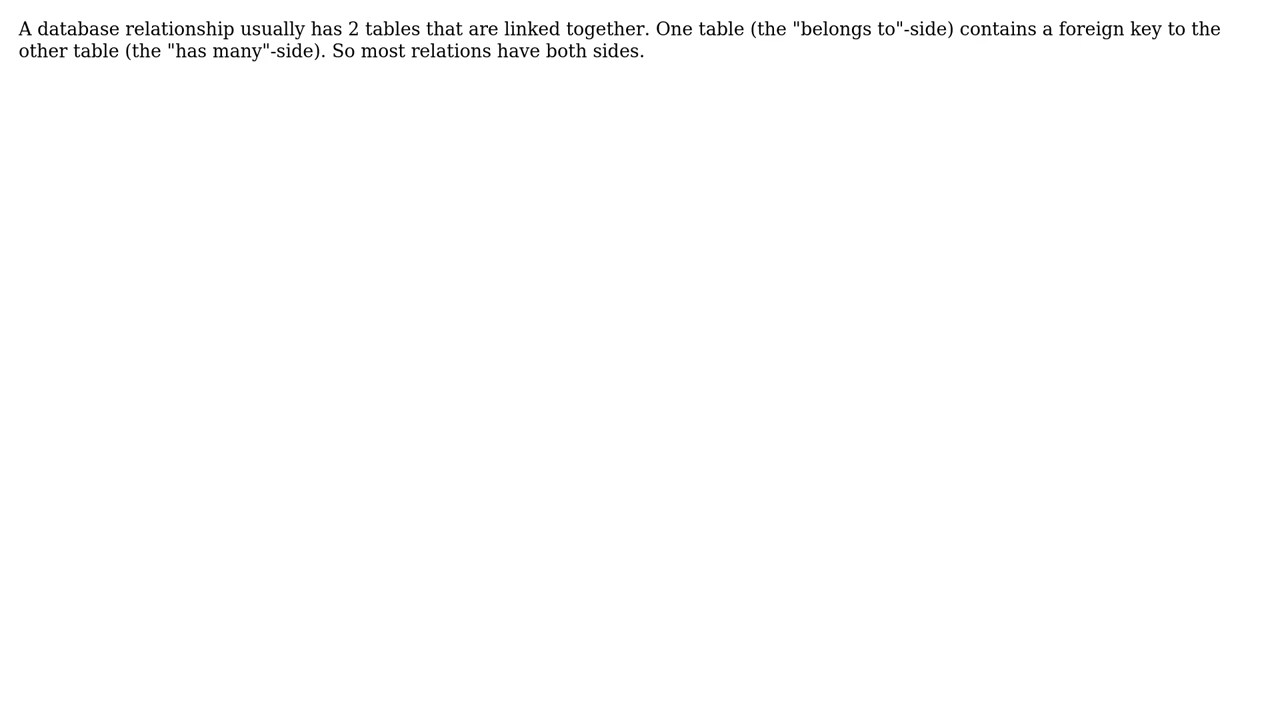 A database relationship usually has 2 tables that are linked together. One table (the "belongs to"-side) contains a foreign key to the
other table (the "has many"-side). So most relations have both sides.